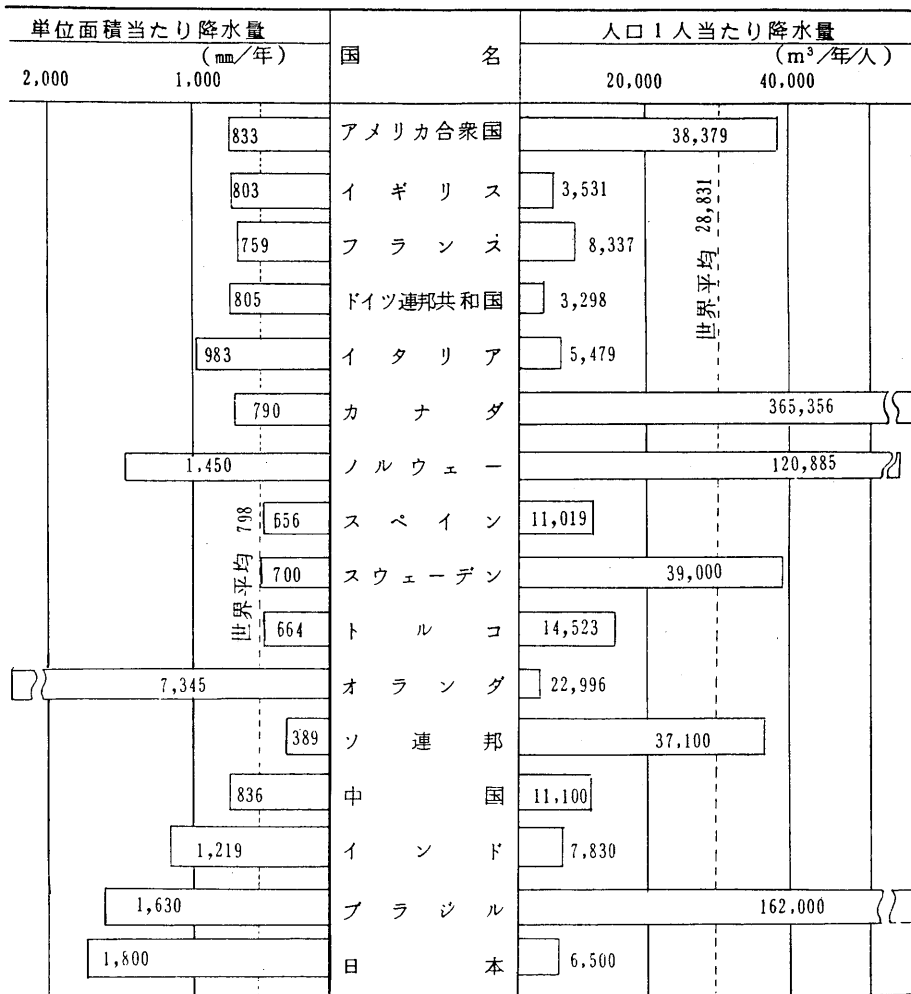 単位面積当たり降水量 国名 人口1人当たり降水量
(㎜/年) (m³/年/人)
2,000 1,000 20,000 40,000
833 アメリカ合衆国 38,379
803 イギリス 3,531
759 フランス 8,337
805 ドイツ連邦共和国 3,298
983 イタリア 5,479
790 カナダ 365,356
1,450 ノルウェー 120,885
656 スペイン 11,019
700 スウェーデン 39,000
664 トルコ 14,523
7,345 オランダ 22,996
389 ソ連邦 37,100
836 中国 11,100
1,219 インド 7,830
1,630 ブラジル 162,000
1,800 日本 6,500
世界平均 798
世界平均 28,831